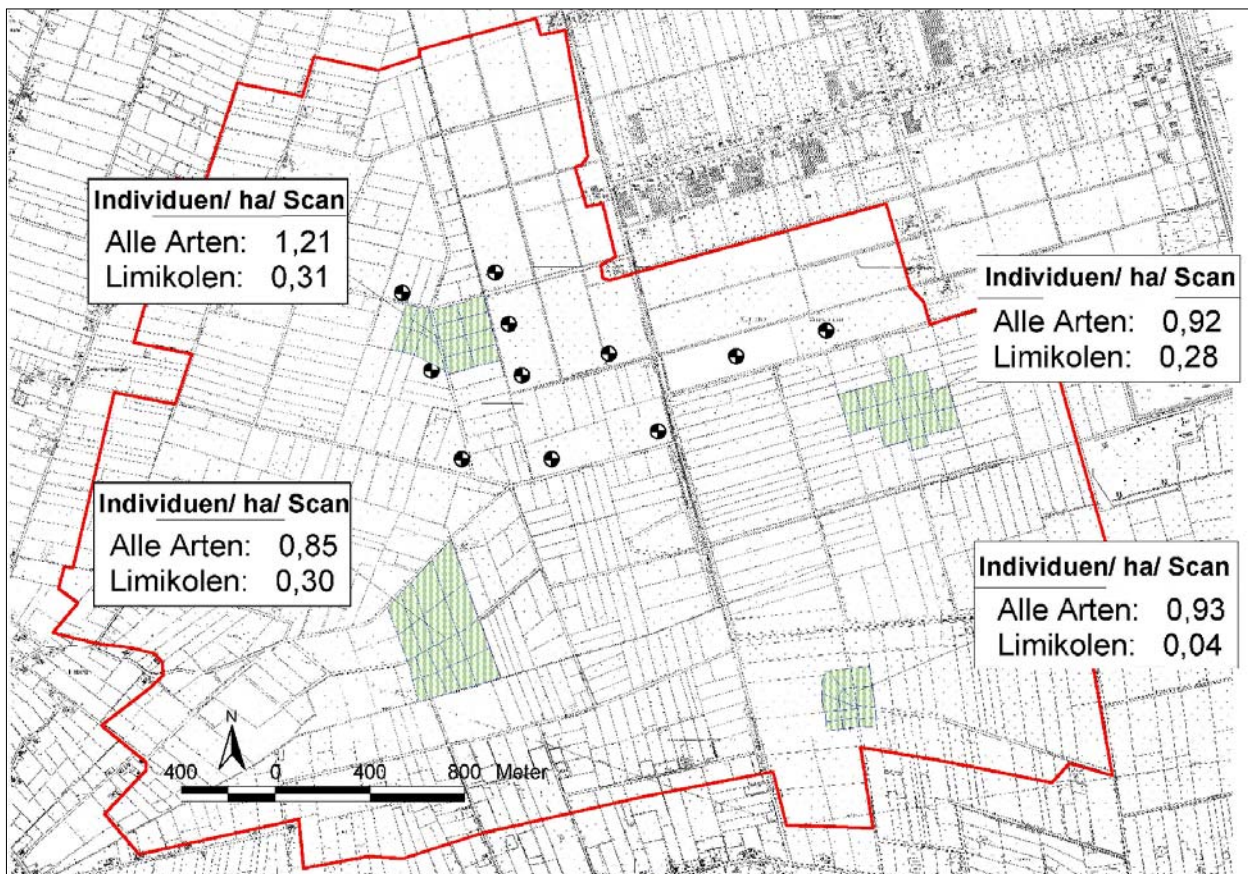 Individuen/ ha/ Scan
Alle Arten: 1,21
Limikolen: 0,31
Individuen/ ha/ Scan
Alle Arten: 0,92
Limikolen: 0,28
Individuen/ ha/ Scan
Alle Arten: 0,85
Limikolen: 0,30
Individuen/ ha/ Scan
Alle Arten: 0,93
Limikolen: 0,04
N
400 0 400 800 Meter